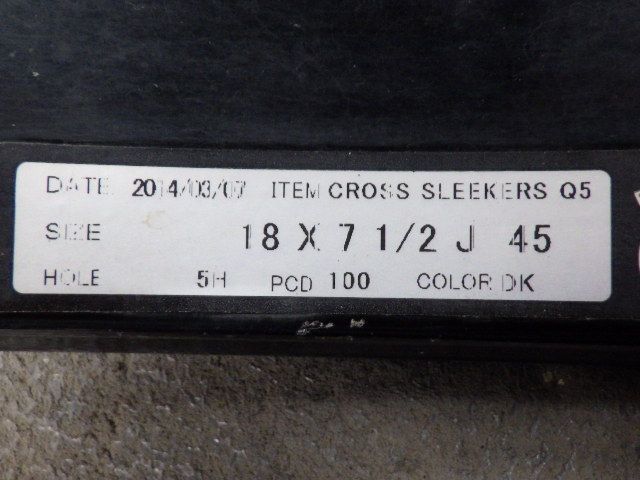 DATE 2014/03/07 ITEM CROSS SLEEKERS Q5
SIZE 18 X 7 1/2 J 45
HOLE 5H PCD 100 COLOR DK